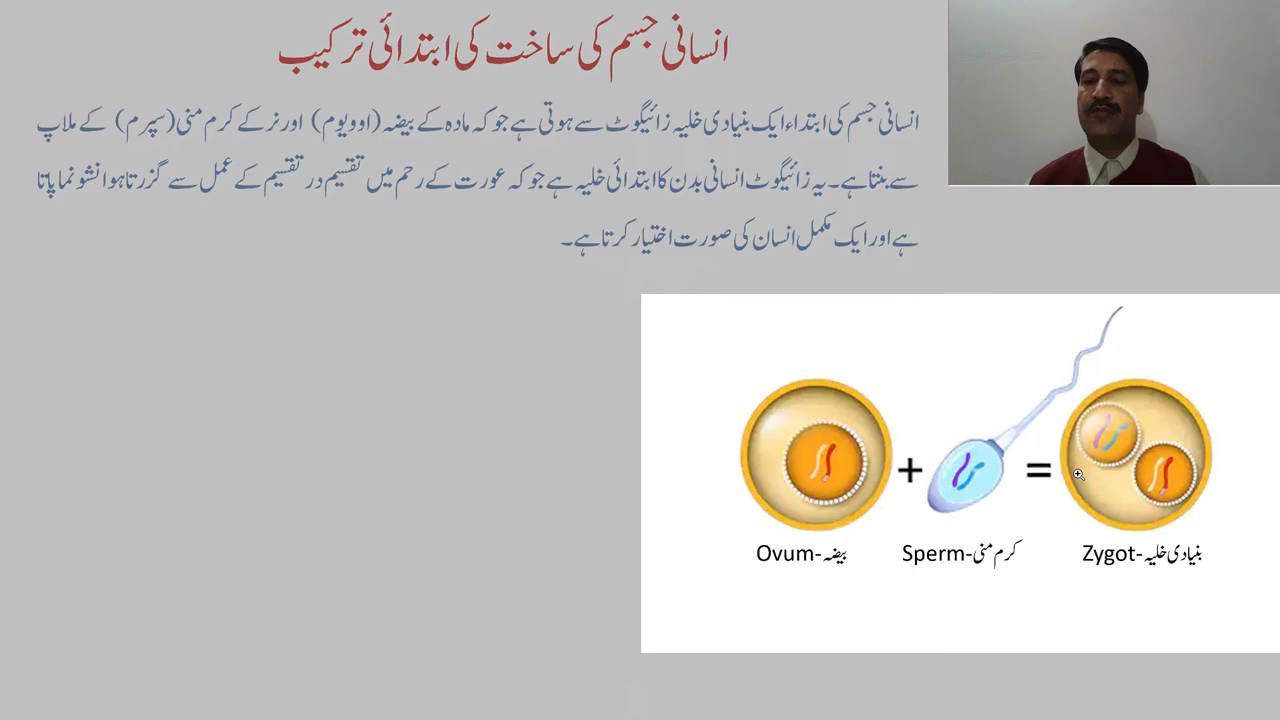 انسانی جسم کی ساخت کی ابتدائی ترکیب
انسانی جسم کی ابتداء ایک بنیادی خلیہ زائیگوٹ سے ہوتی ہے جو کہ مادہ کے بیضہ (اوویوم) اور نر کے کرم منی (سپرم) کے ملاپ
سے بنتا ہے۔ یہ زائیگوٹ انسانی بدن کا ابتدائی خلیہ ہے جو کہ عورت کے رحم میں تقسیم در تقسیم کے عمل سے گزرتا ہوا نشونما پاتا
ہے اور ایک مکمل انسان کی صورت اختیار کرتا ہے۔
+ =
Ovum-بیضہ
Sperm-کرم منی
Zygot-بنیادی خلیہ